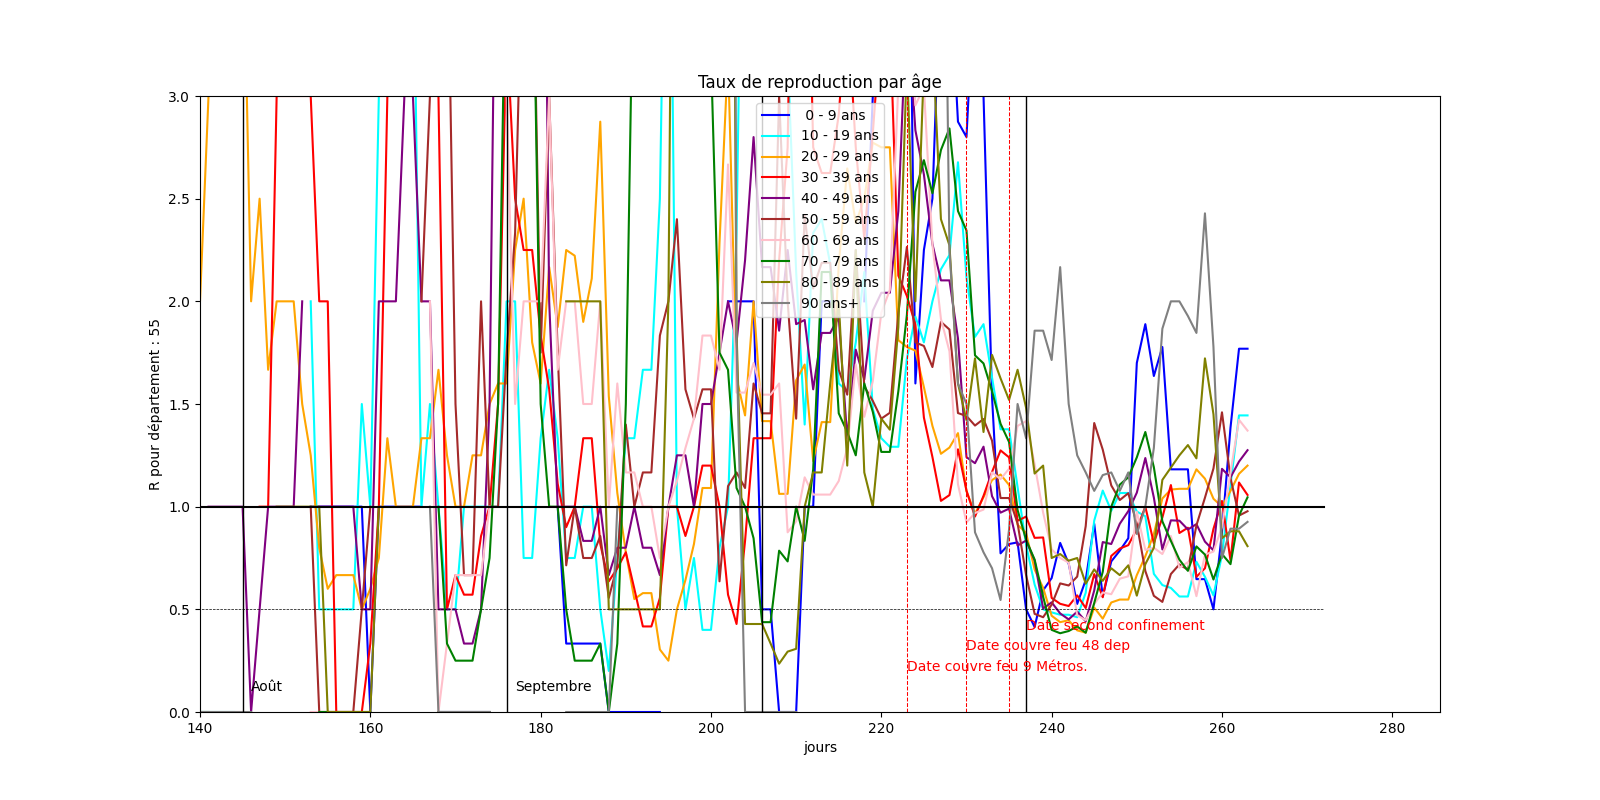 Taux de reproduction par âge
R pour département : 55
3.0
2.5
2.0
1.5
1.0
0.5
0.0
0 - 9 ans
10 - 19 ans
20 - 29 ans
30 - 39 ans
40 - 49 ans
50 - 59 ans
60 - 69 ans
70 - 79 ans
80 - 89 ans
90 ans+
Date second confinement
Date couvre feu 48 dep
Date couvre feu 9 Métros.
Août
Septembre
140
160
180
200
220
240
260
280
jours